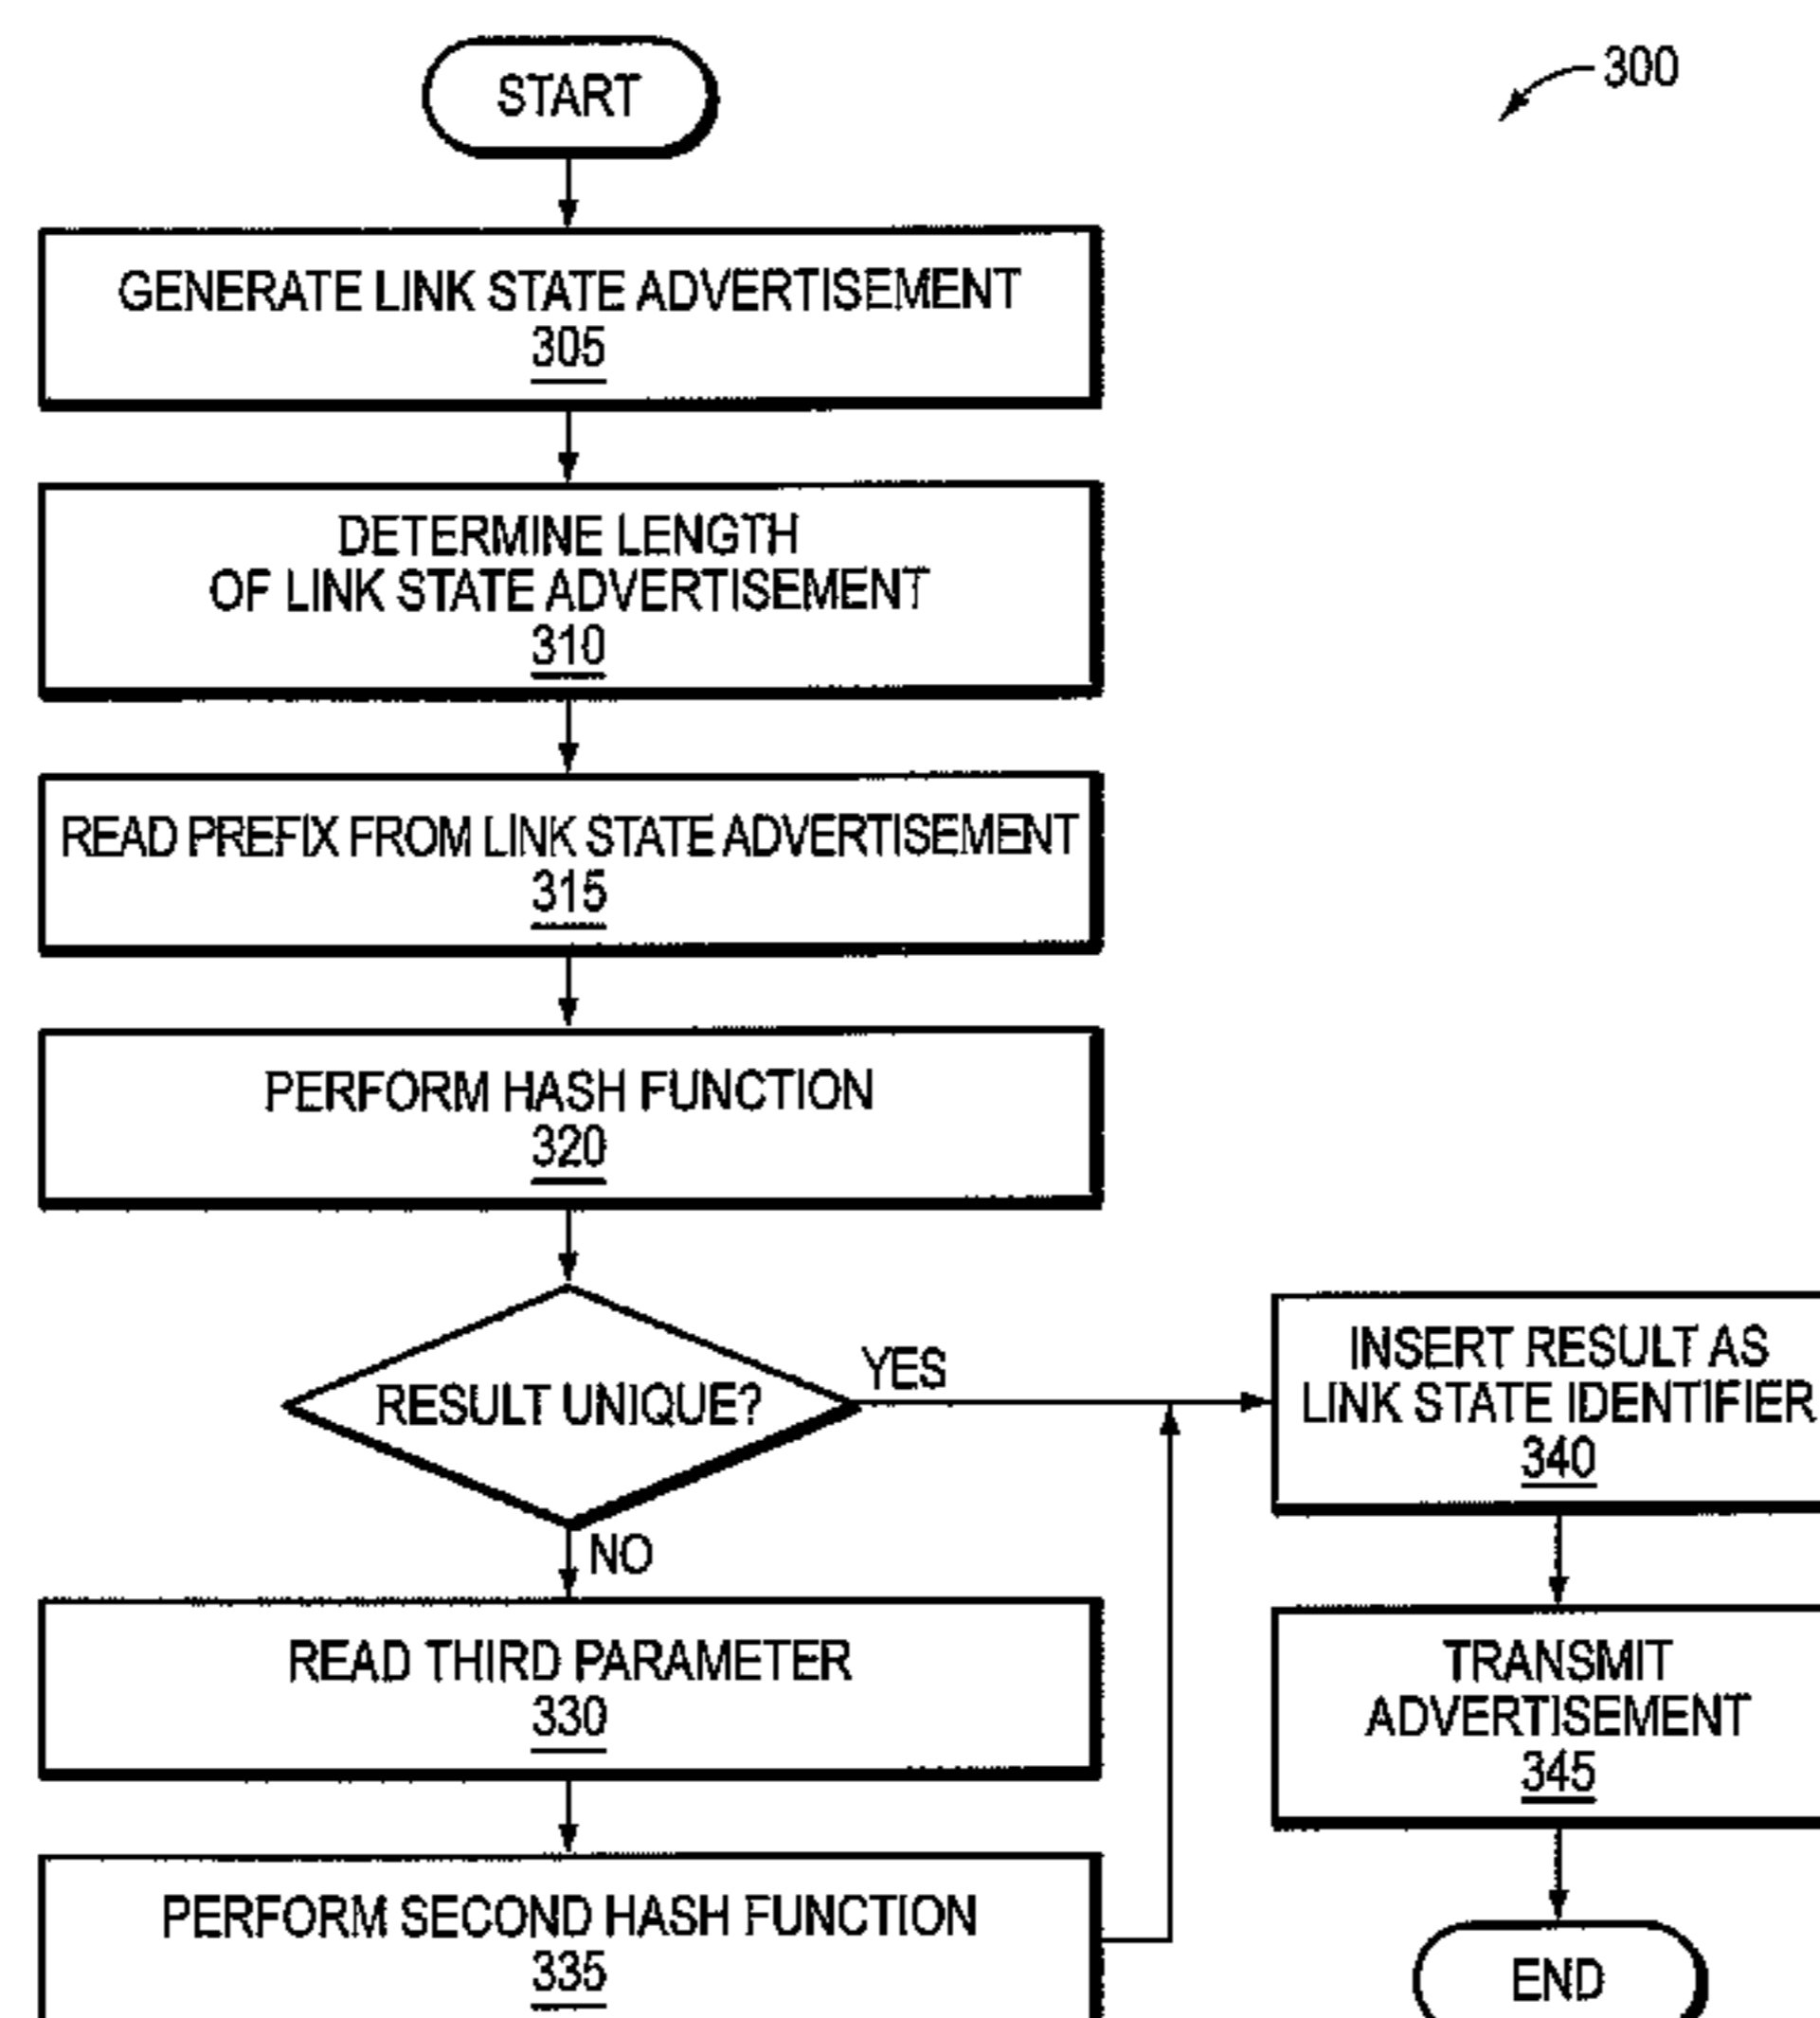 START
300
GENERATE LINK STATE ADVERTISEMENT
305
DETERMINE LENGTH
OF LINK STATE ADVERTISEMENT
310
READ PREFIX FROM LINK STATE ADVERTISEMENT
315
PERFORM HASH FUNCTION
320
RESULT UNIQUE?
YES
NO
INSERT RESULT AS
LINK STATE IDENTIFIER
340
READ THIRD PARAMETER
330
TRANSMIT
ADVERTISEMENT
345
PERFORM SECOND HASH FUNCTION
335
END